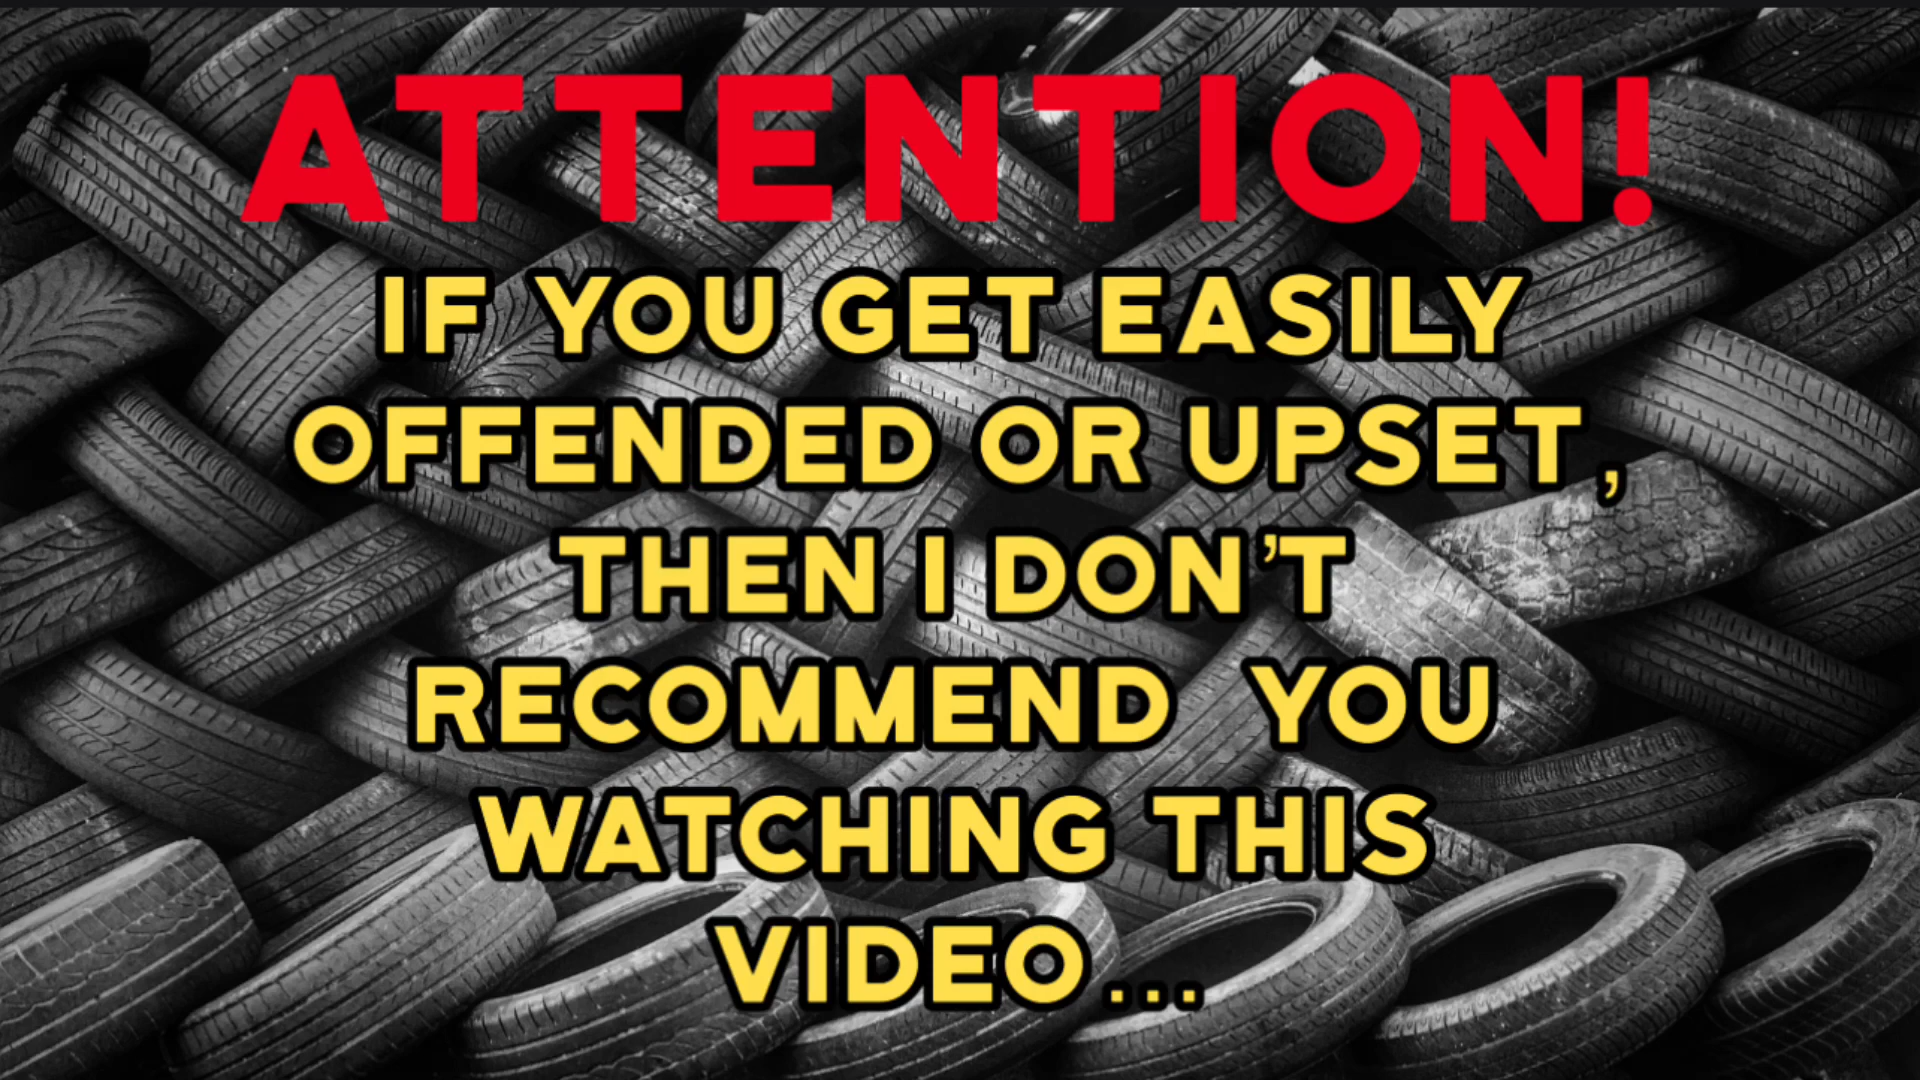 ATTENTION!
IF YOU GET EASILY
OFFENDED OR UPSET,
THEN I DON'T
RECOMMEND YOU
WATCHING THIS
VIDEO...